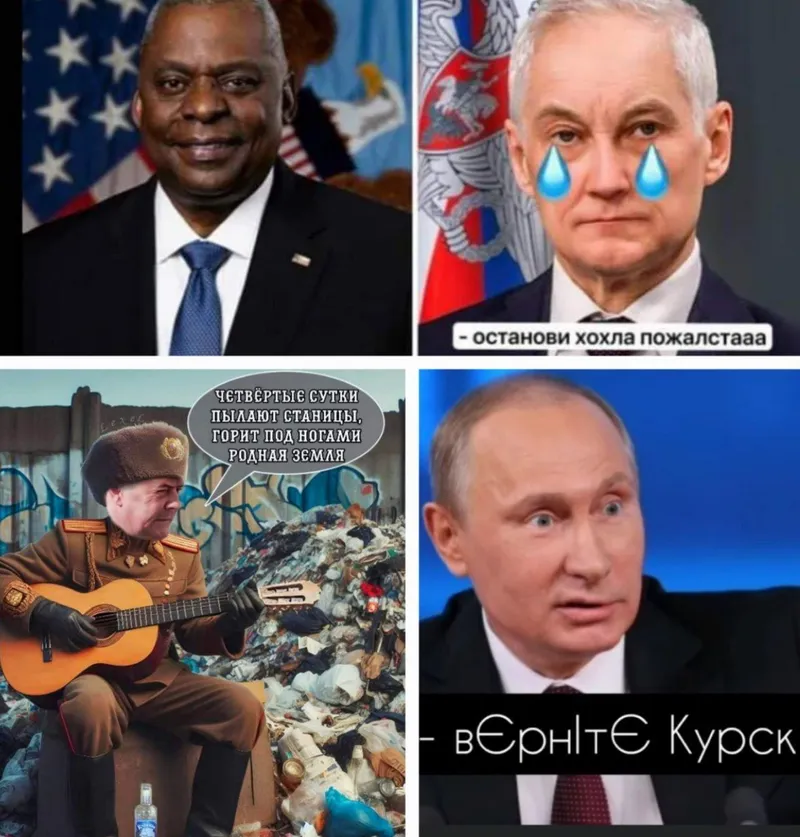 - останови хохла пожалстааа
ЧЕТВЁРТЫЕ СУТКИ
ПЫЛАЮТ СТАНИЦЫ,
ГОРИТ ПОД НОГАМИ
РОДНАЯ ЗЕМЛЯ
- вЄрнІтЄ Курск